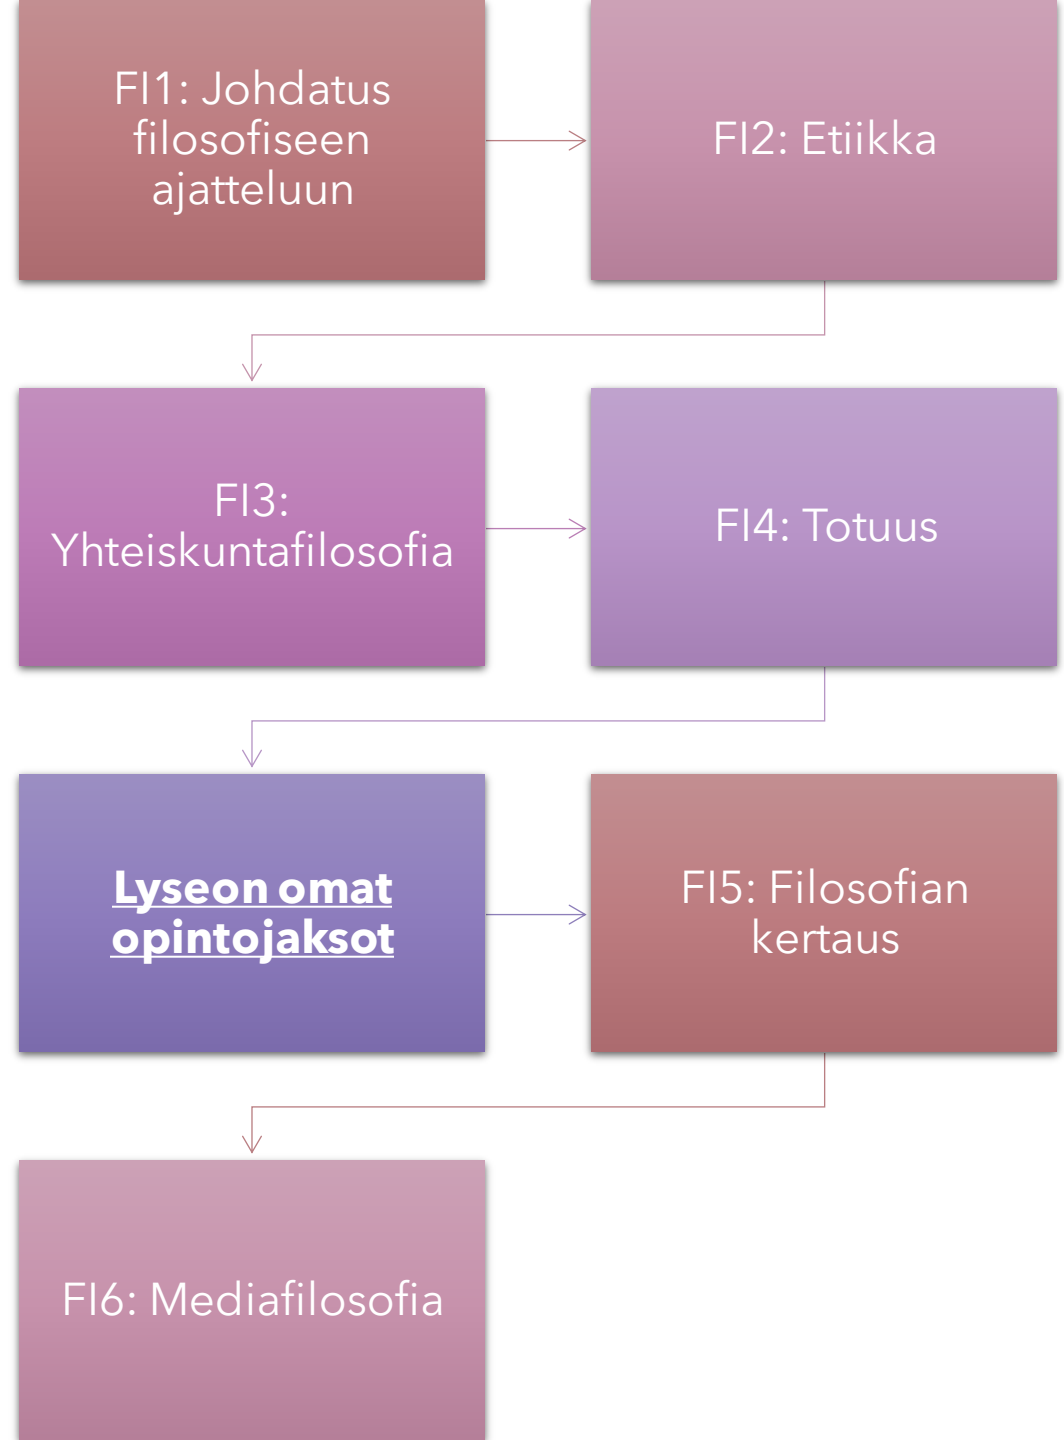 FI1: Johdatus
filosofiseen
ajatteluun
FI2: Etiikka
FI3:
Yhteiskuntafilosofia
FI4: Totuus
Lyseon omat
opintojaksot
FI5: Filosofian
kertaus
FI6: Mediafilosofia